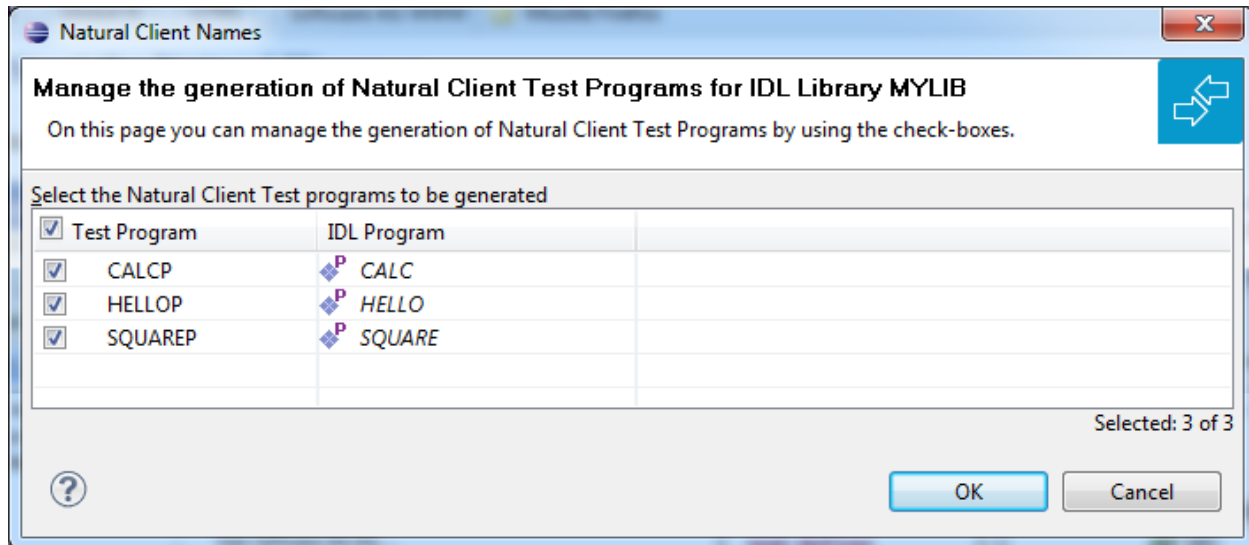 Natural Client Names
Manage the generation of Natural Client Test Programs for IDL Library MYLIB
On this page you can manage the generation of Natural Client Test Programs by using the check-boxes.
Select the Natural Client Test programs to be generated
Test Program IDL Program
CALCP P CALC
HELLOP P HELLO
SQUAREP P SQUARE
Selected: 3 of 3
? OK Cancel